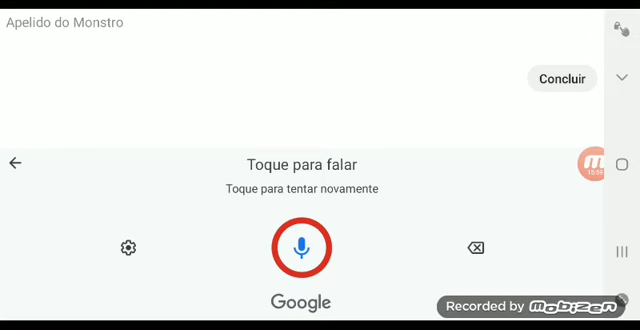 Apelido do Monstro
Concluir
Toque para falar
Toque para tentar novamente
Google
Recorded by Mobizen